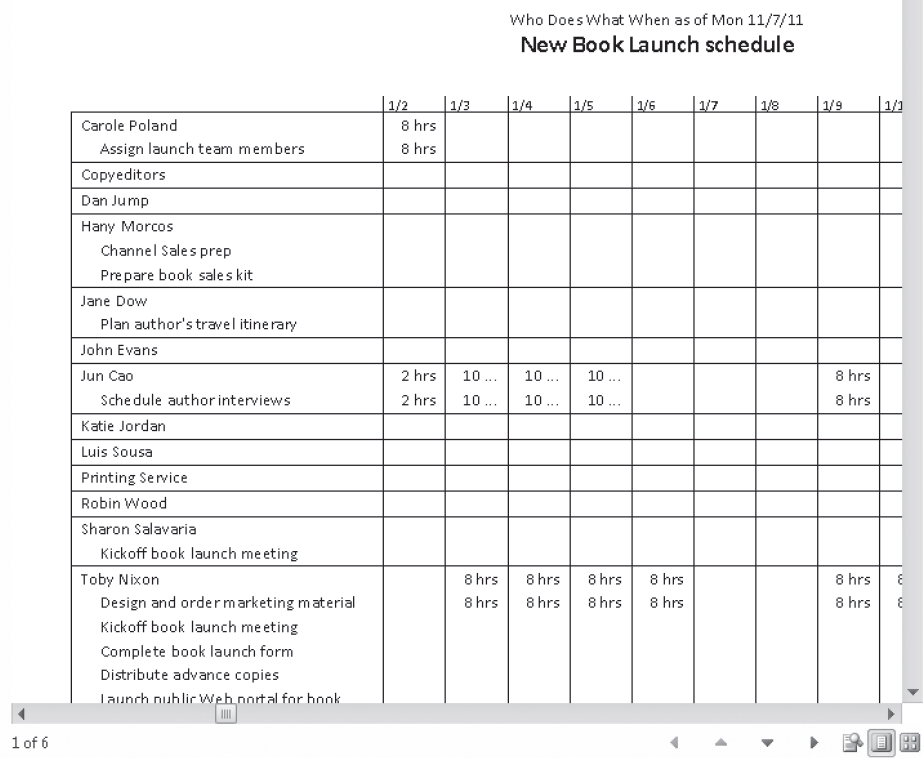 Who Does What When as of Mon 11/7/11
New Book Launch schedule
1/2 1/3 1/4 1/5 1/6 1/7 1/8 1/9
Carole Poland 8 hrs
Assign launch team members 8 hrs
Copyeditors
Dan Jump
Hany Morcos
Channel Sales prep
Prepare book sales kit
Jane Dow
Plan author's travel itinerary
John Evans
Jun Cao 2 hrs 10 ... 10 ... 10 ... 8 hrs
Schedule author interviews 2 hrs 10 ... 10 ... 10 ... 8 hrs
Katie Jordan
Luis Sousa
Printing Service
Robin Wood
Sharon Salavaria
Kickoff book launch meeting
Toby Nixon 8 hrs 8 hrs 8 hrs 8 hrs 8 hrs
Design and order marketing material 8 hrs 8 hrs 8 hrs 8 hrs 8 hrs
Kickoff book launch meeting
Complete book launch form
Distribute advance copies
Launch public Web portal for book
1 of 6